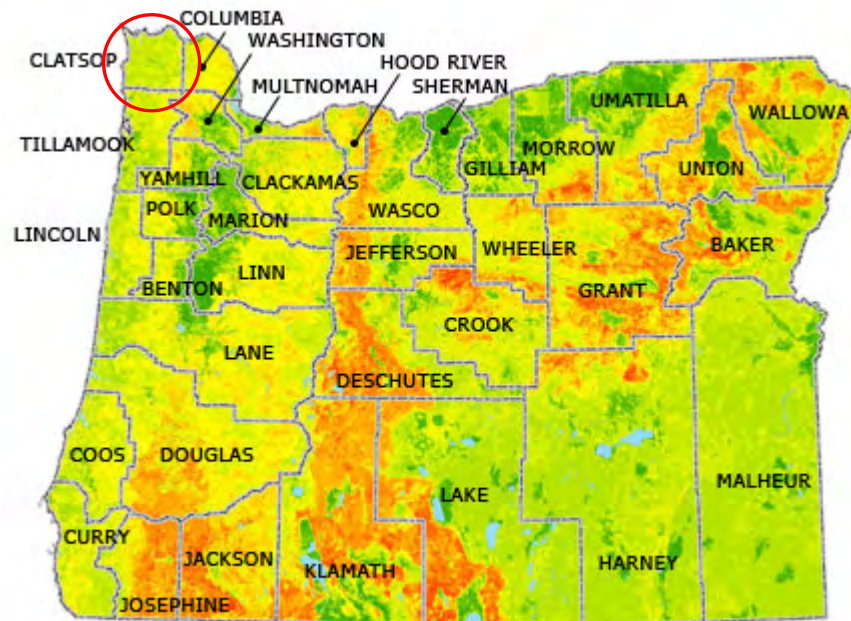 COLUMBIA
WASHINGTON
CLATSOP
HOOD RIVER
MULTNOMAH
SHERMAN
UMATILLA
WALLOWA
TILLAMOOK
MORROW
GILLIAM
UNION
YAMHILL
CLACKAMAS
POLK
MARION
WASCO
LINCOLN
JEFFERSON
WHEELER
BAKER
LINN
BENTON
GRANT
CROOK
LANE
DESCHUTES
COOS
DOUGLAS
LAKE
MALHEUR
CURRY
JACKSON
KLAMATH
HARNEY
JOSEPHINE